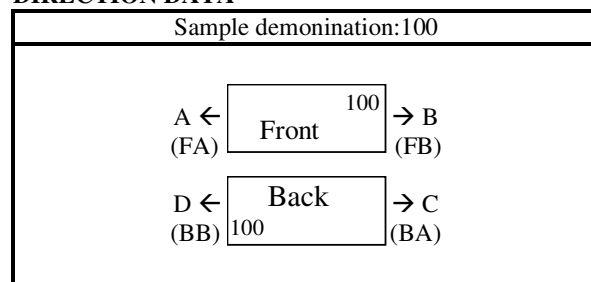 DIRECTION DATA
Sample demonination:100
100
A ← Front → B
(FA) (FB)
D ← Back → C
(BB) 100 (BA)